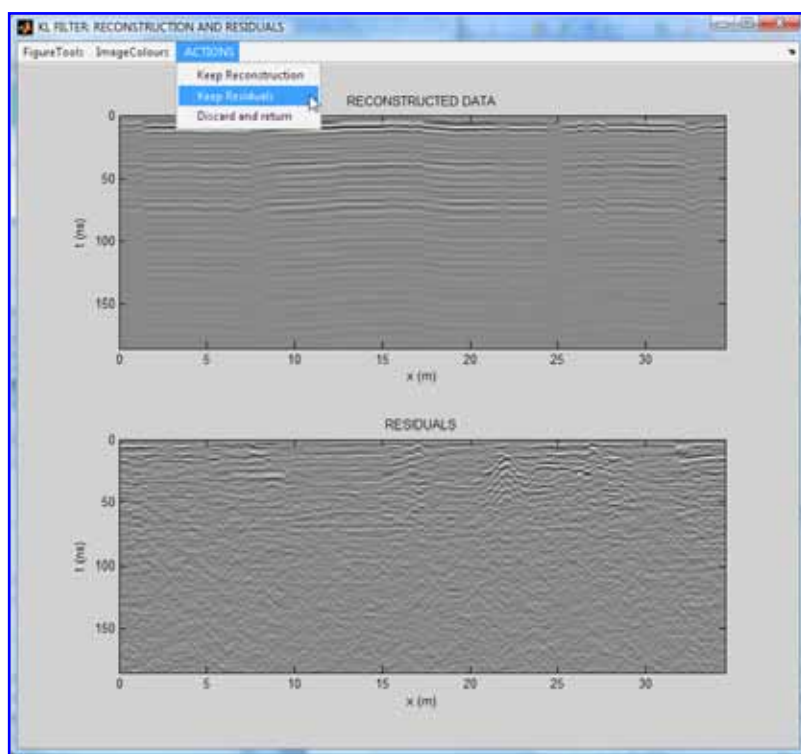 KL FILTER: RECONSTRUCTION AND RESIDUALS
FigureTools ImageColours ACTIONS
Keep Reconstruction
Keep Residuals
Discard and return
RECONSTRUCTED DATA
0
50
100
150
t (ns)
0 5 10 15 20 25 30
x (m)
RESIDUALS
0
50
100
150
t (ns)
0 5 10 15 20 25 30
x (m)